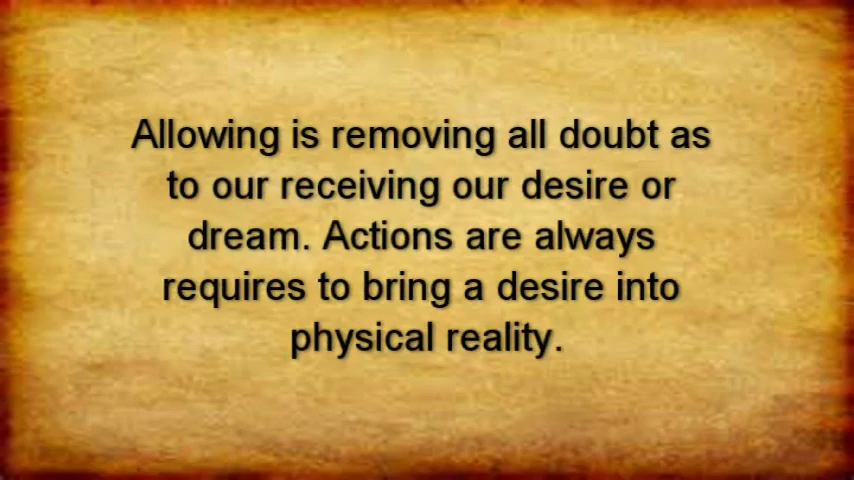 Allowing is removing all doubt as
to our receiving our desire or
dream. Actions are always
requires to bring a desire into
physical reality.